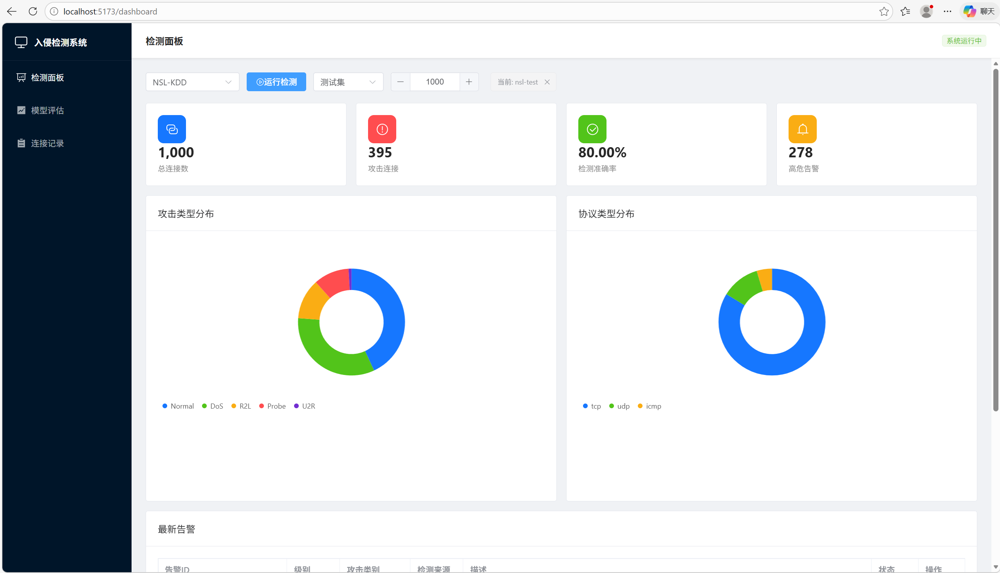 localhost:5173/dashboard
聊天
入侵检测系统
检测面板
模型评估
连接记录
检测面板
系统运行中
NSL-KDD
运行检测
测试集
1000
当前: nsl-test
1,000
总连接数
395
攻击连接
80.00%
检测准确率
278
高危告警
攻击类型分布
Normal DoS R2L Probe U2R
协议类型分布
tcp udp icmp
最新告警
告警ID 级别 攻击类别 检测来源 描述 状态 操作